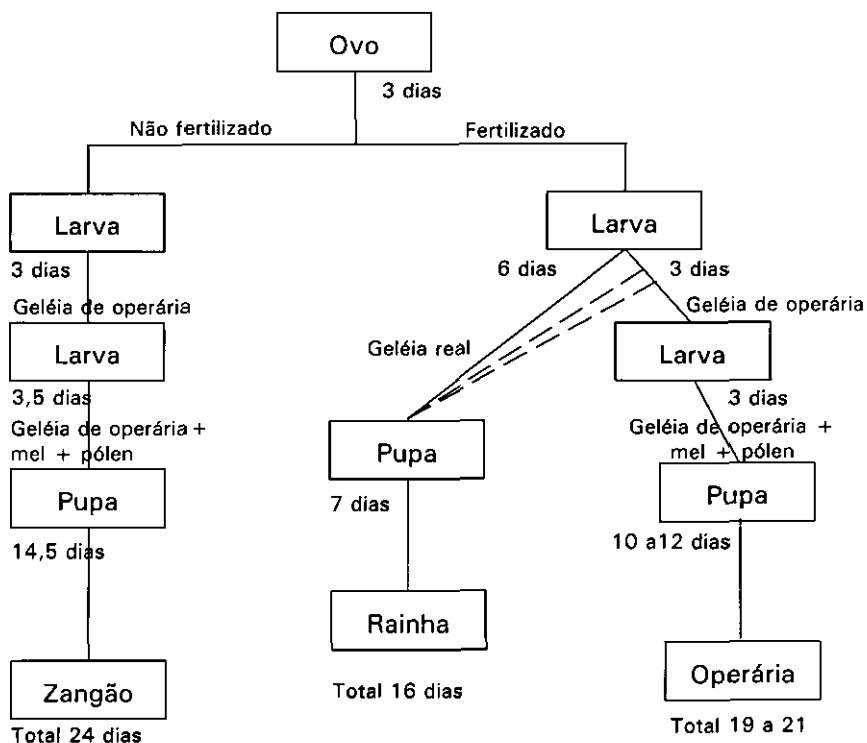 Ovo
3 dias
Não fertilizado
Fertilizado
Larva
Larva
3 dias
6 dias
3 dias
Geléia de operária
Geléia de operária
Larva
Geléia real
Larva
3,5 dias
3 dias
Geléia de operária +
mel + pólen
Geléia de operária +
mel + pólen
Pupa
Pupa
Pupa
7 dias
14,5 dias
10 a12 dias
Rainha
Zangão
Operária
Total 16 dias
Total 24 dias
Total 19 a 21